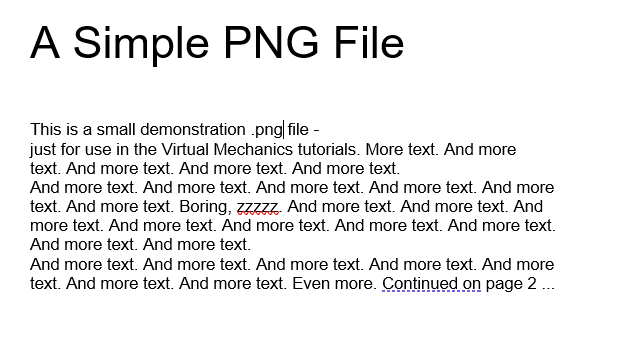 A Simple PNG File
This is a small demonstration .png file -
just for use in the Virtual Mechanics tutorials. More text. And more
text. And more text. And more text. And more text.
And more text. And more text. And more text. And more text. And more
text. And more text. Boring, zzzzz. And more text. And more text. And
more text. And more text. And more text. And more text. And more text.
And more text. And more text.
And more text. And more text. And more text. And more text. And more
text. And more text. And more text. Even more. Continued on page 2 ...